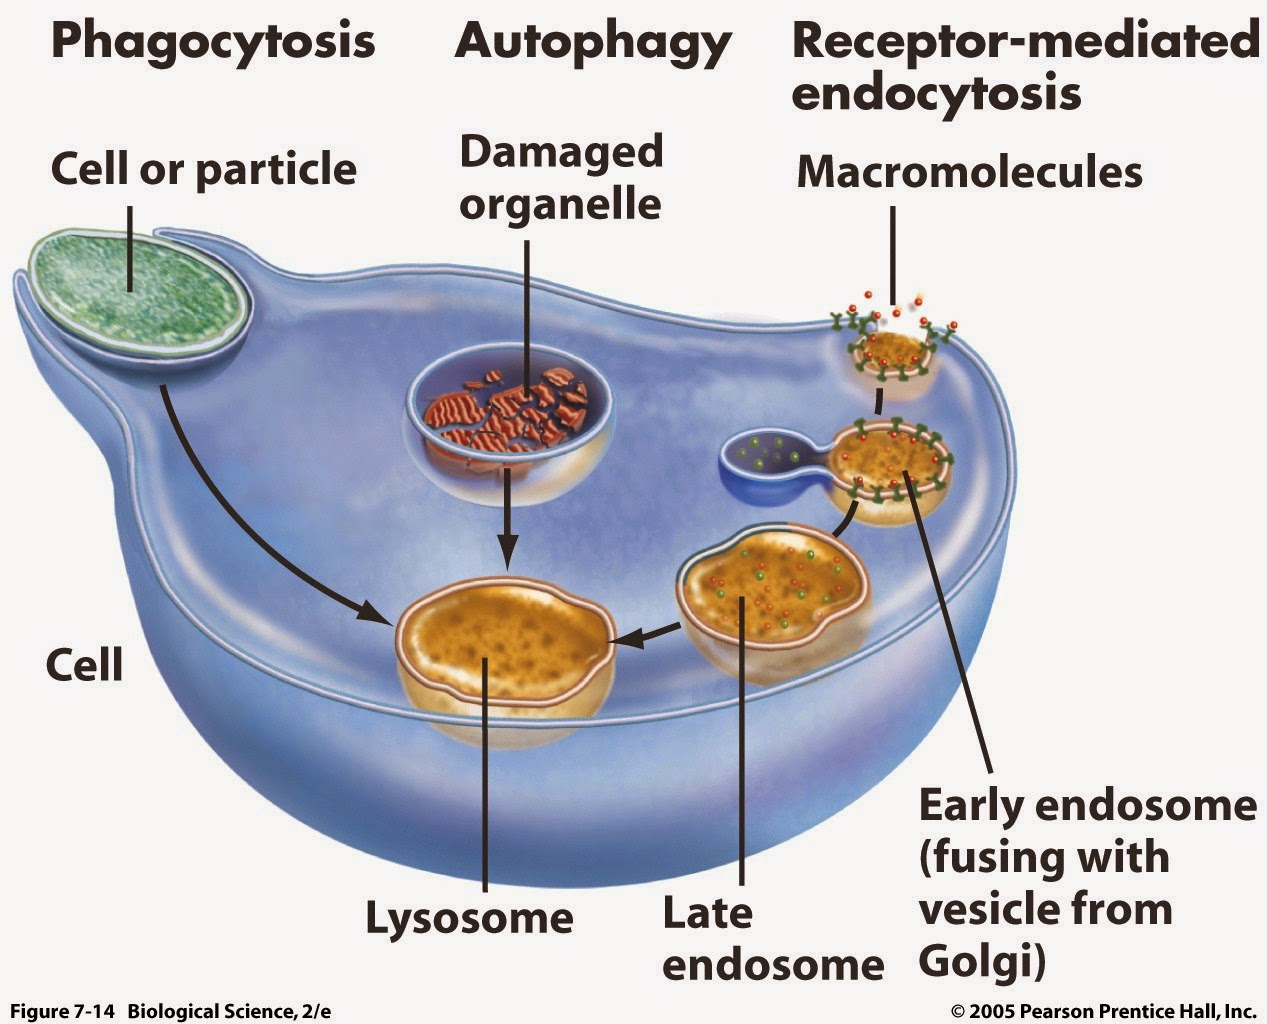 Phagocytosis
Autophagy
Receptor-mediated
endocytosis
Cell or particle
Damaged
organelle
Macromolecules
Cell
Lysosome
Late
endosome
Early endosome
(fusing with
vesicle from
Golgi)
Figure 7-14 Biological Science, 2/e
© 2005 Pearson Prentice Hall, Inc.